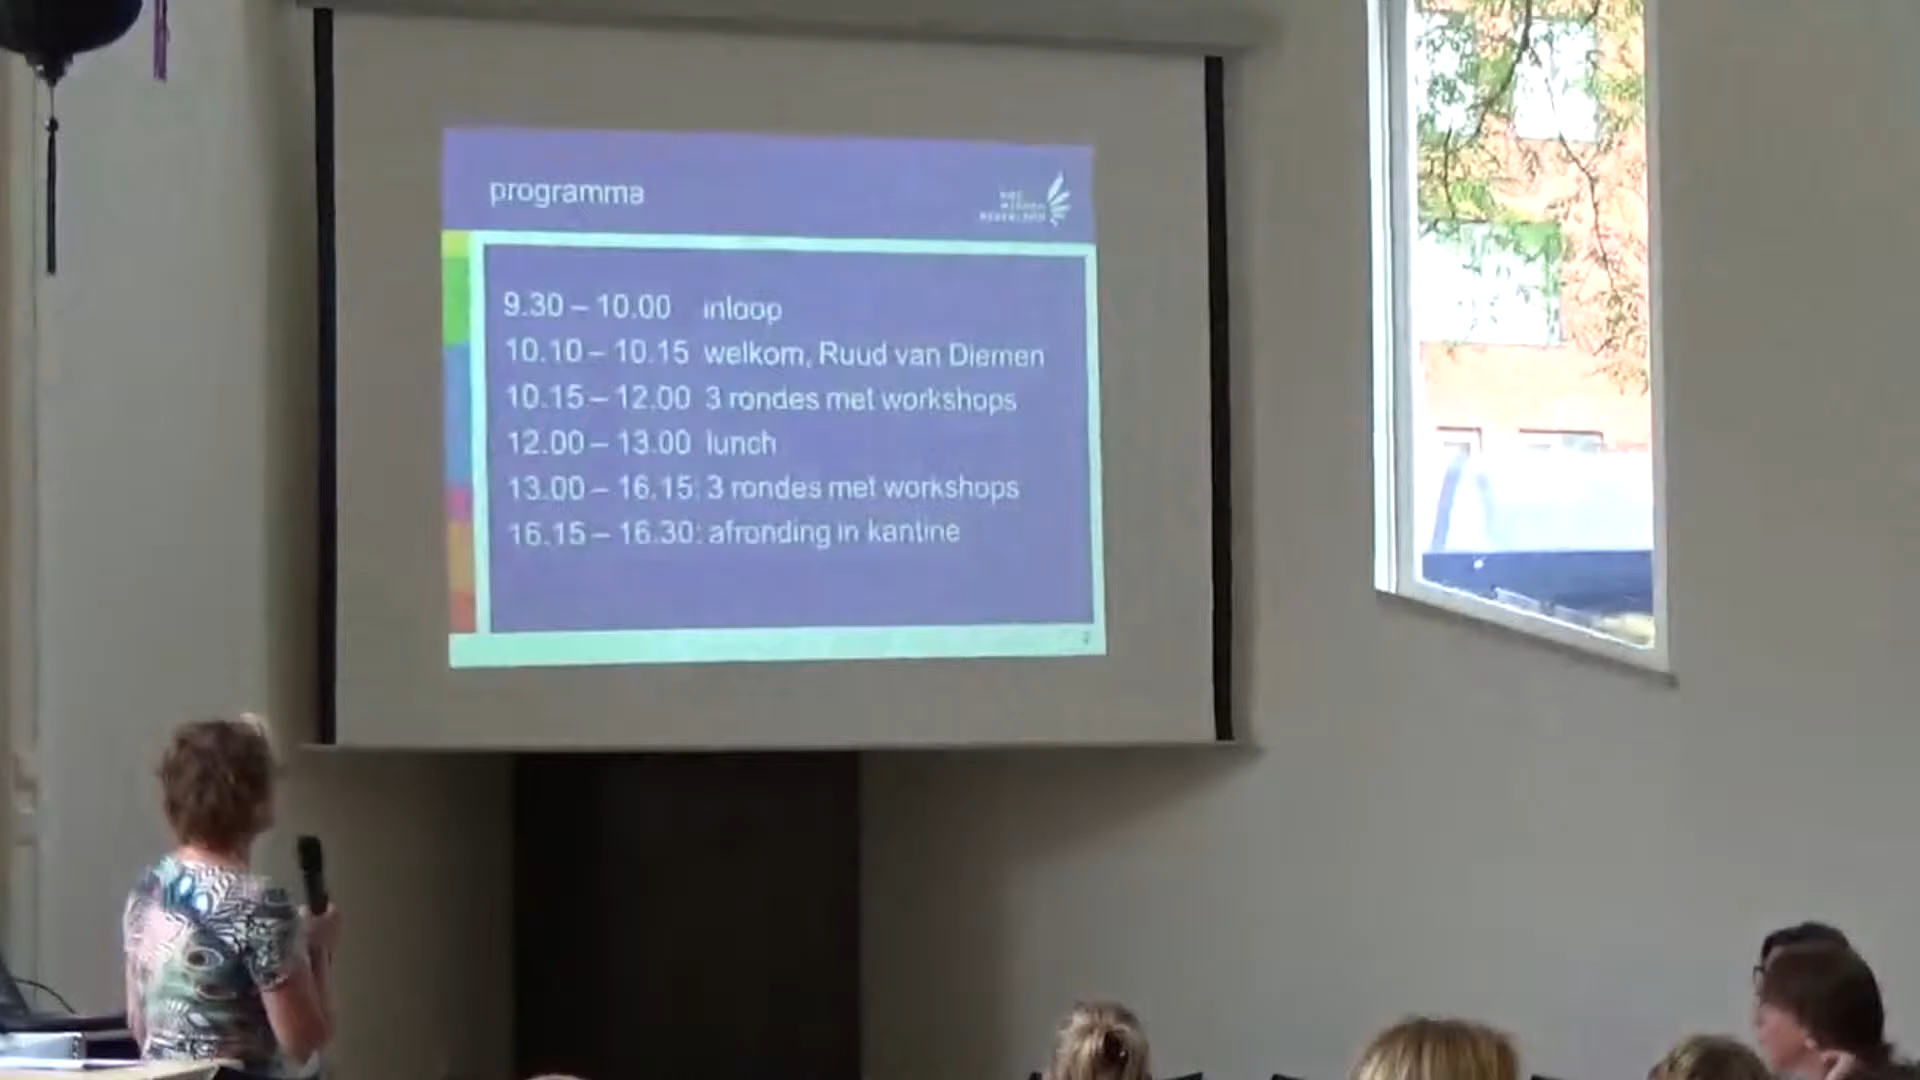 programma
9.30 – 10.00 inloop
10.10 – 10.15 welkom, Ruud van Diemen
10.15 – 12.00 3 rondes met workshops
12.00 – 13.00 lunch
13.00 – 16.15: 3 rondes met workshops
16.15 – 16.30: afronding in kantine